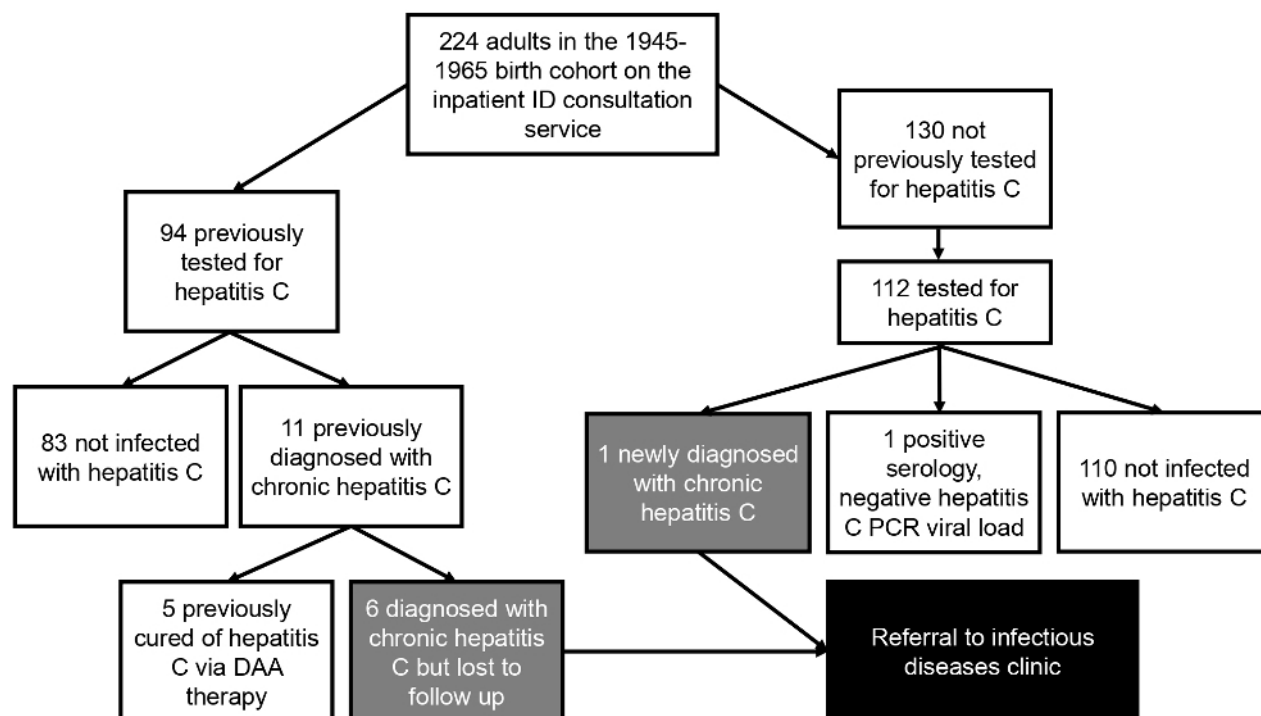 224 adults in the 1945-
1965 birth cohort on the
inpatient ID consultation
service
130 not
previously tested
for hepatitis C
94 previously
tested for
hepatitis C
112 tested for
hepatitis C
83 not infected
with hepatitis C
11 previously
diagnosed with
chronic hepatitis C
1 newly diagnosed
with chronic
hepatitis C
1 positive
serology,
negative hepatitis
C PCR viral load
110 not infected
with hepatitis C
5 previously
cured of hepatitis
C via DAA
therapy
6 diagnosed with
chronic hepatitis
C but lost to
follow up
Referral to infectious
diseases clinic